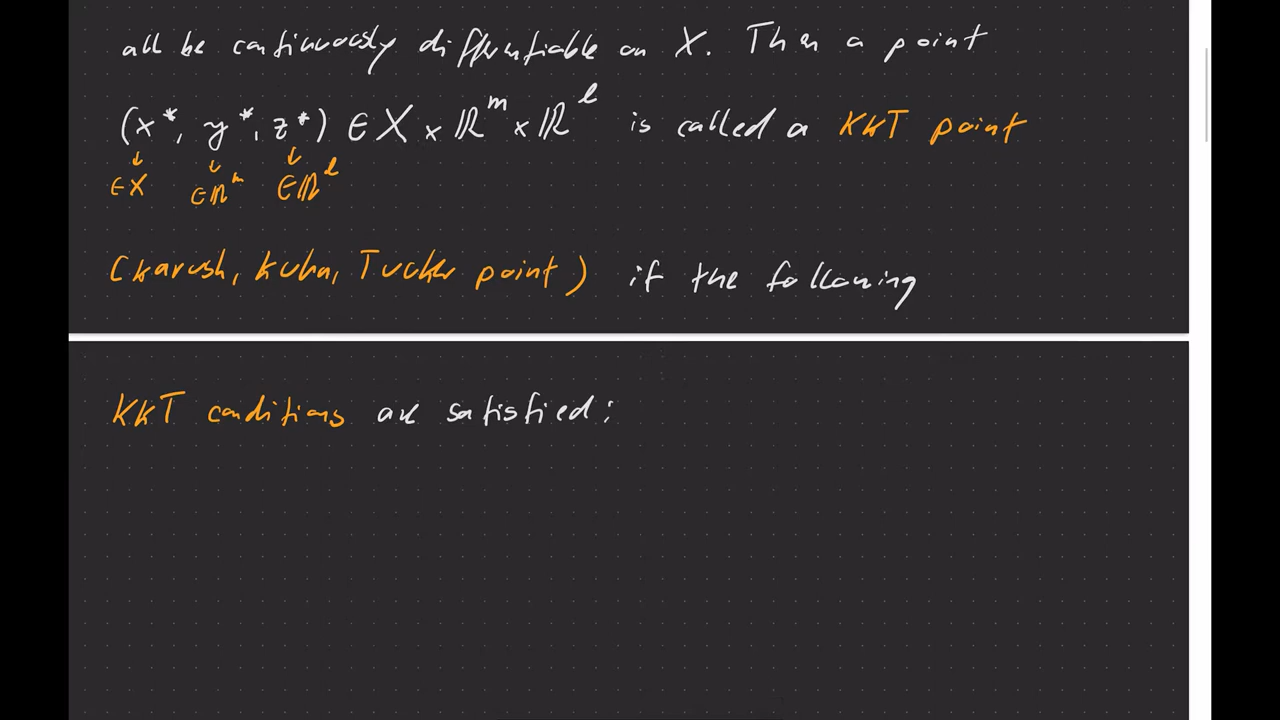 all be continuously differentiable on X. Then a point
(x*, y*, z*) ∈ X × ℝ^m × ℝ^l is called a KKT point
↓ ↓ ↓
∈X ∈ℝ^m ∈ℝ^l
(Karush, Kuhn, Tucker point) if the following
KKT conditions are satisfied: